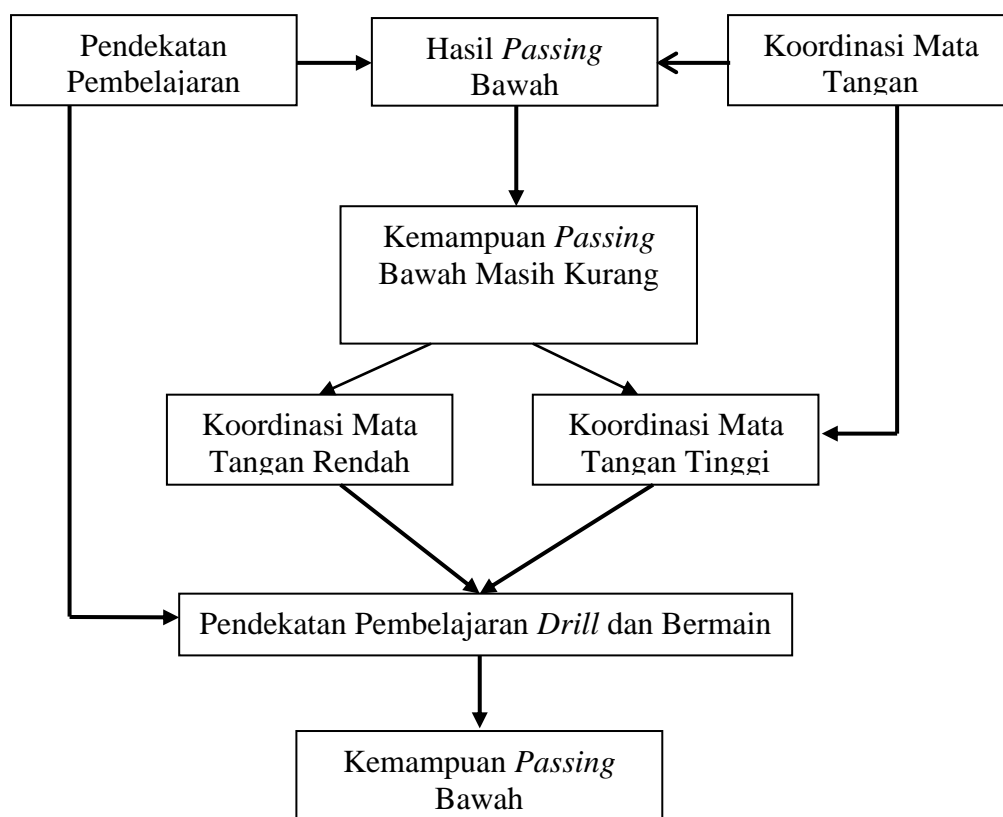 Pendekatan
Pembelajaran
Hasil Passing
Bawah
Koordinasi Mata
Tangan
Kemampuan Passing
Bawah Masih Kurang
Koordinasi Mata
Tangan Rendah
Koordinasi Mata
Tangan Tinggi
Pendekatan Pembelajaran Drill dan Bermain
Kemampuan Passing
Bawah